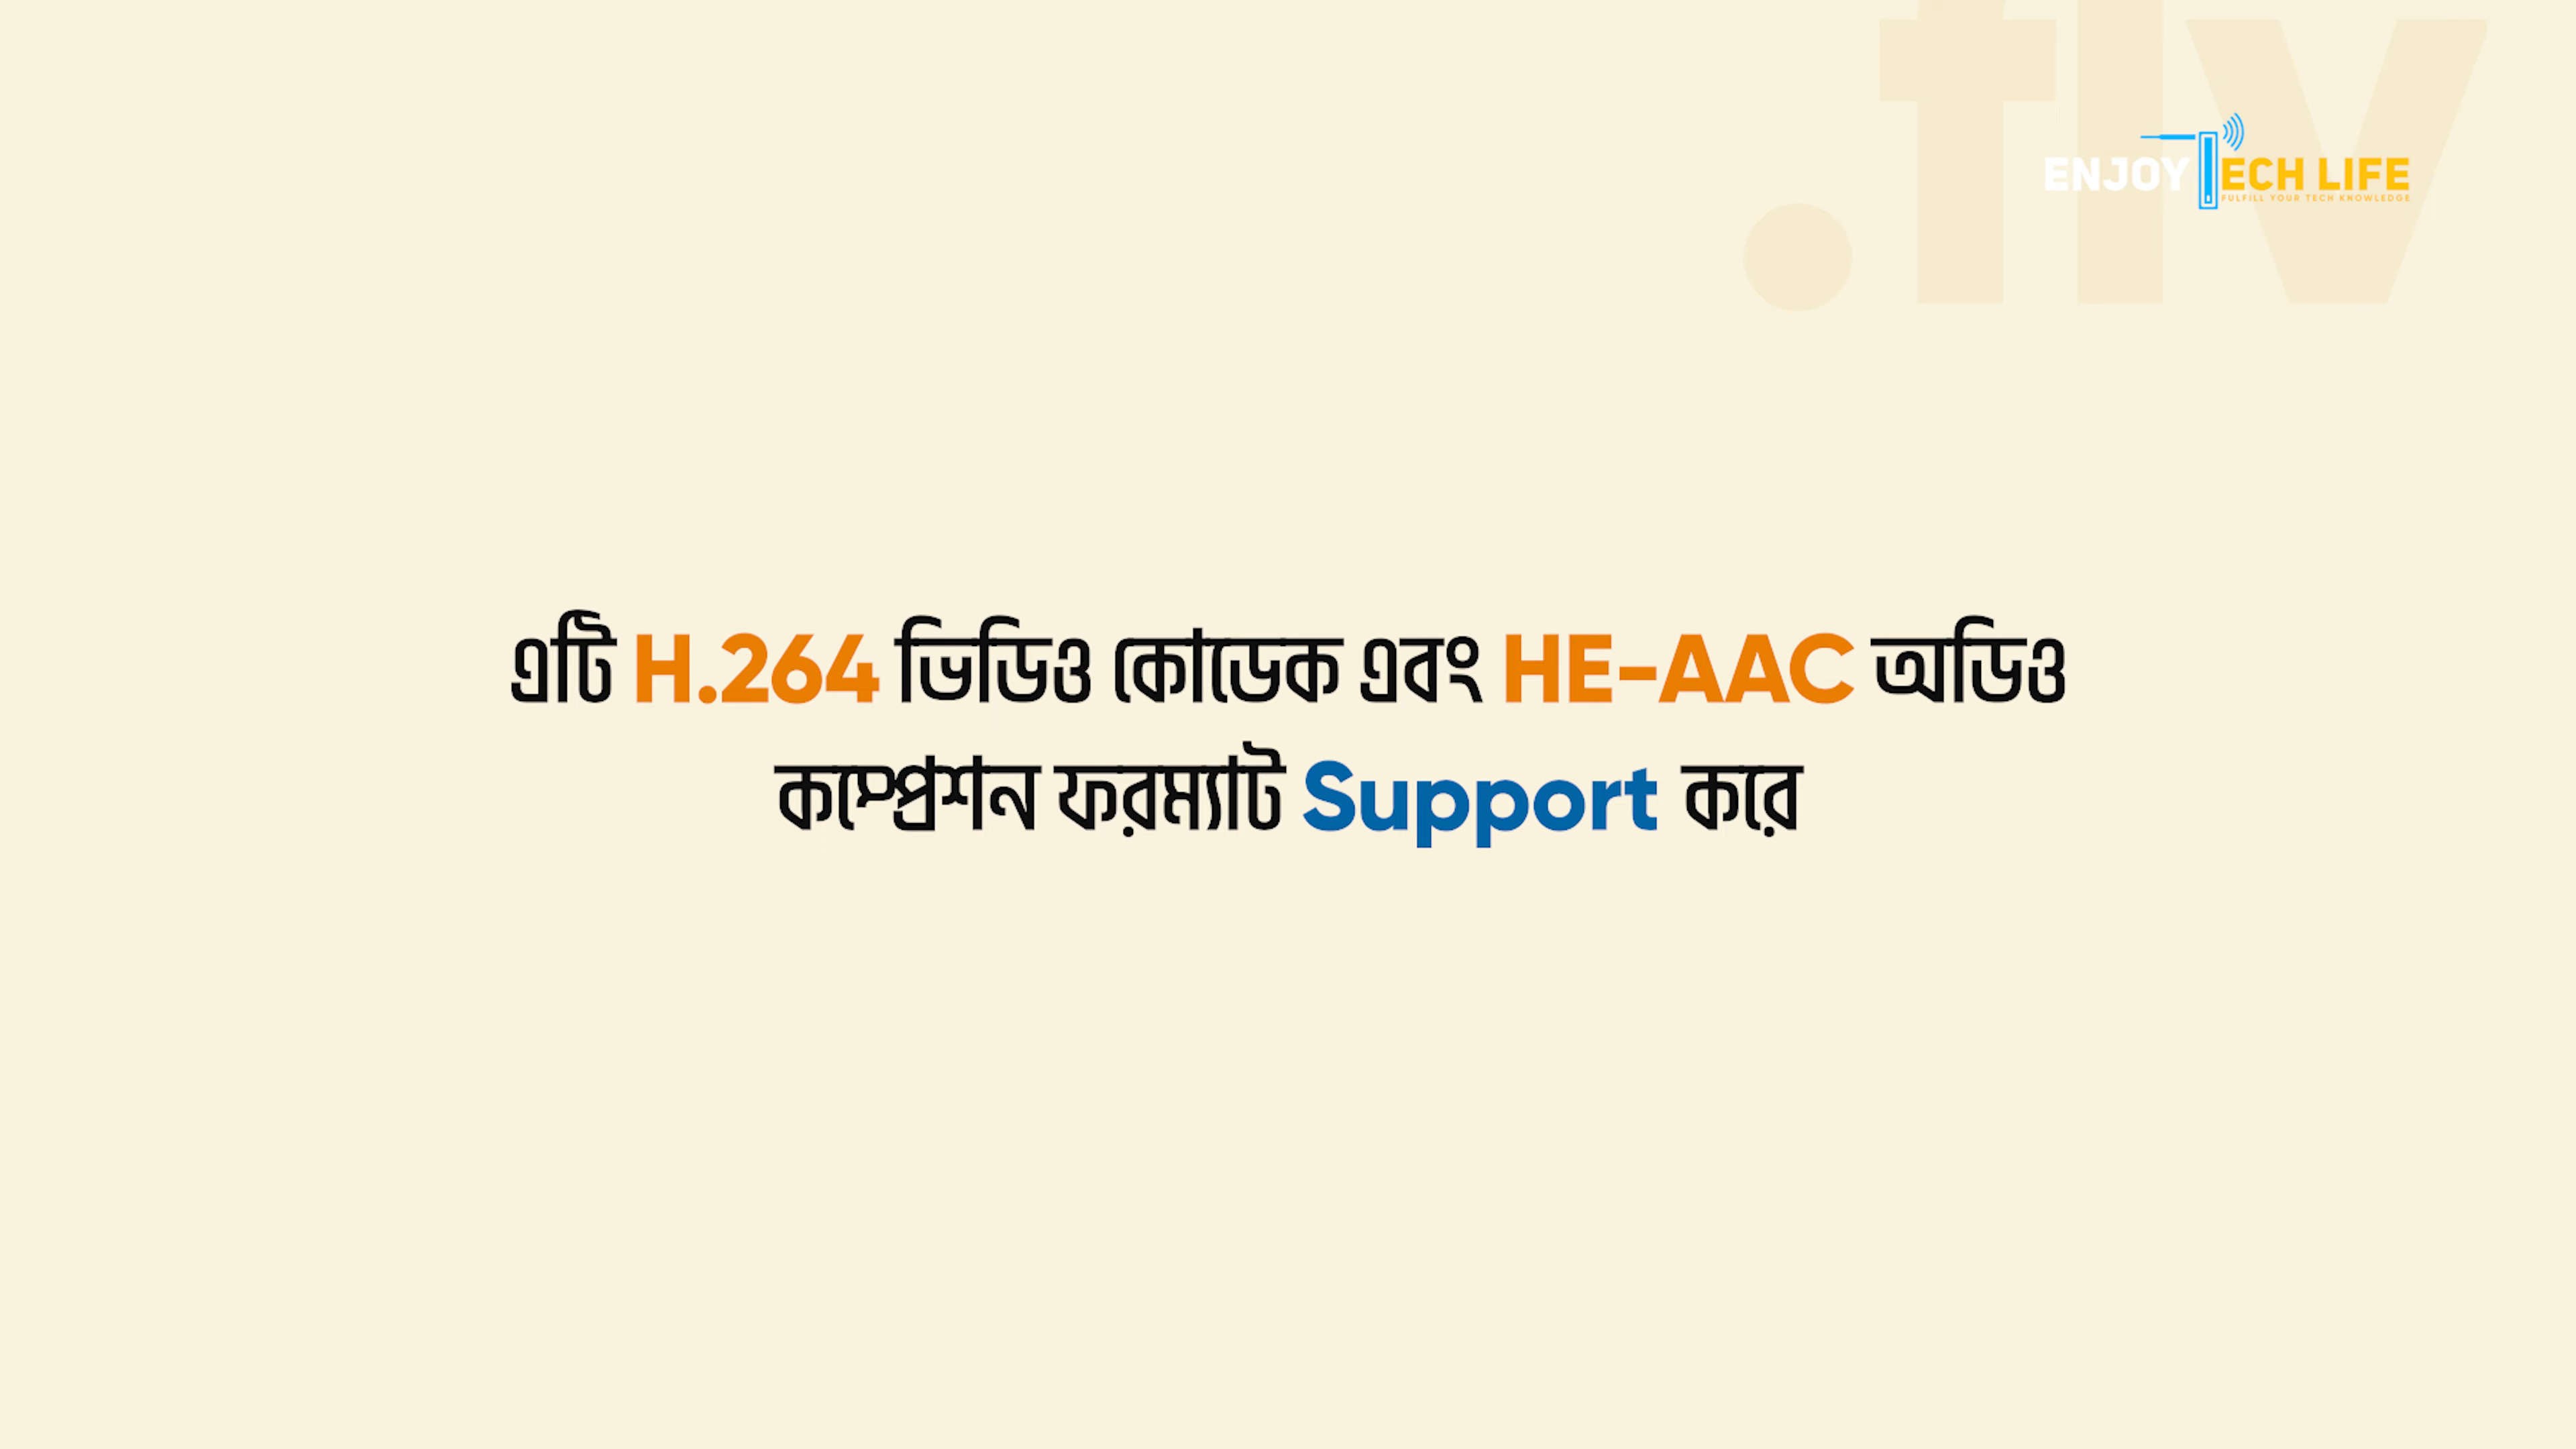 .flv
ENJOY TECH LIFE
FULFILL YOUR TECH KNOWLEDGE
এটি H.264 ভিডিও কোডেক এবং HE-AAC অডিও
কম্প্রেশন ফরম্যাট Support করে